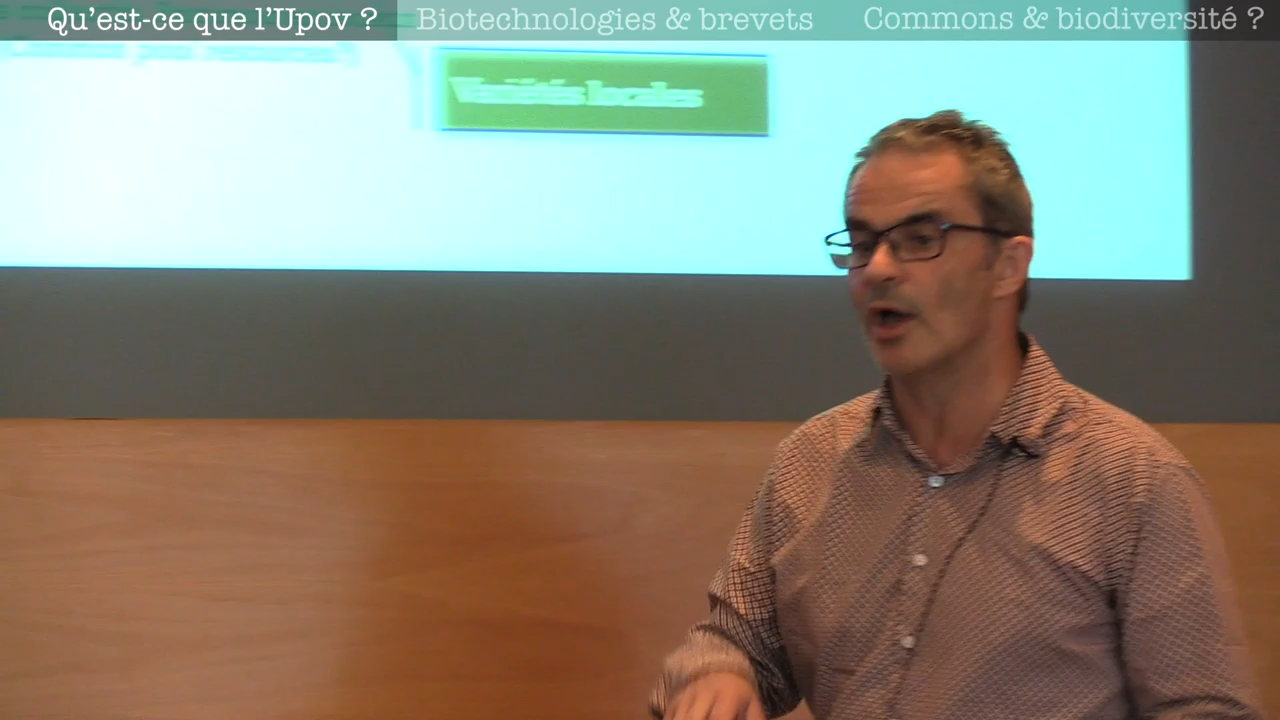 Qu’est-ce que l’Upov ? Biotechnologies & brevets Commons & biodiversité ?
Variétés locales